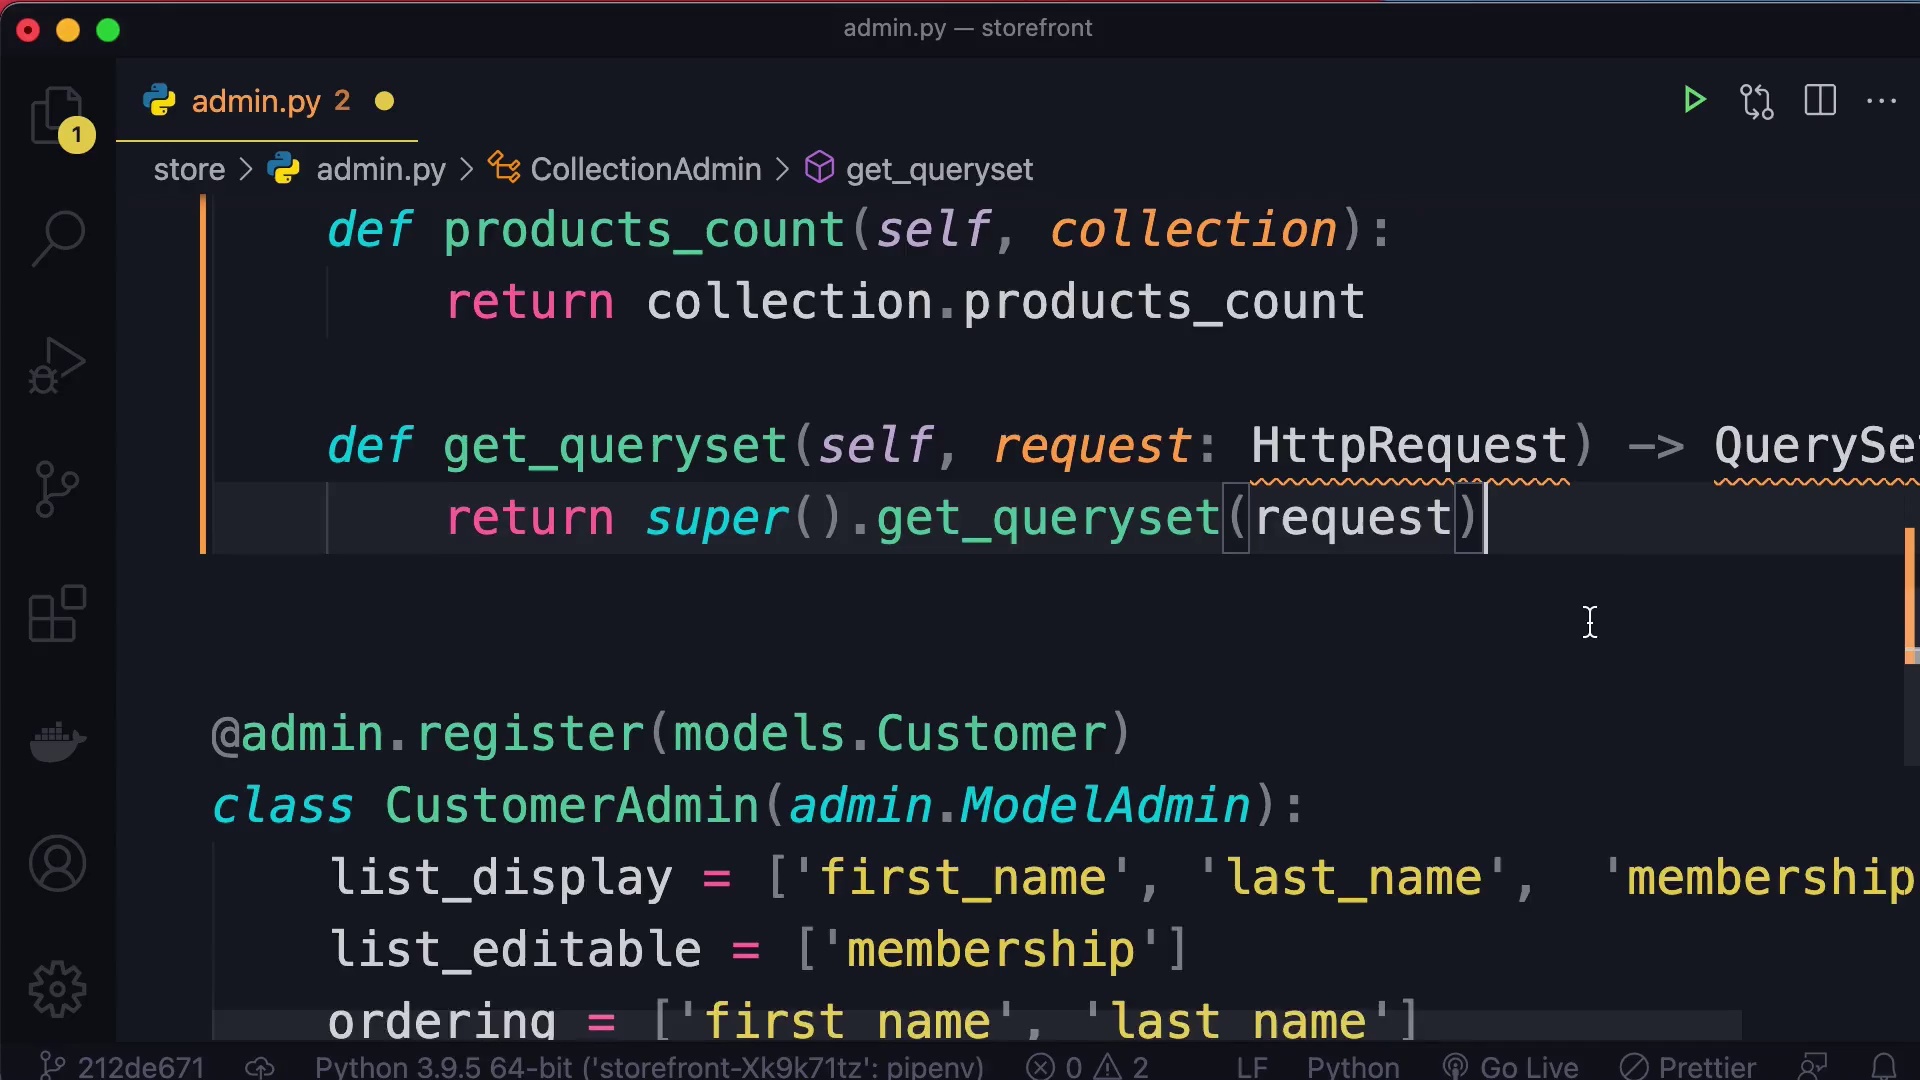 admin.py — storefront
admin.py 2
1
store > admin.py > CollectionAdmin > get_queryset
def products_count(self, collection):
return collection.products_count
def get_queryset(self, request: HttpRequest) -> QuerySe
return super().get_queryset(request)
@admin.register(models.Customer)
class CustomerAdmin(admin.ModelAdmin):
list_display = ['first_name', 'last_name', 'membership
list_editable = ['membership']
ordering = ['first_name', 'last_name']
212de671 Python 3.9.5 64-bit ('storefront-Xk9k71tz': pipenv) 0 2 LF Python Go Live Prettier